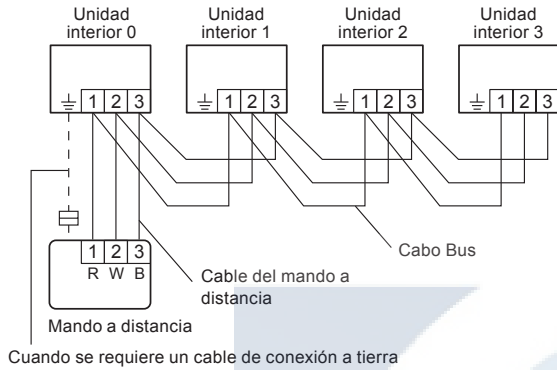 Unidad interior 0
Unidad interior 1
Unidad interior 2
Unidad interior 3
1 2 3
1 2 3
1 2 3
1 2 3
1 2 3
R W B
Cabo Bus
Cable del mando a
distancia
Mando a distancia
Cuando se requiere un cable de conexión a tierra